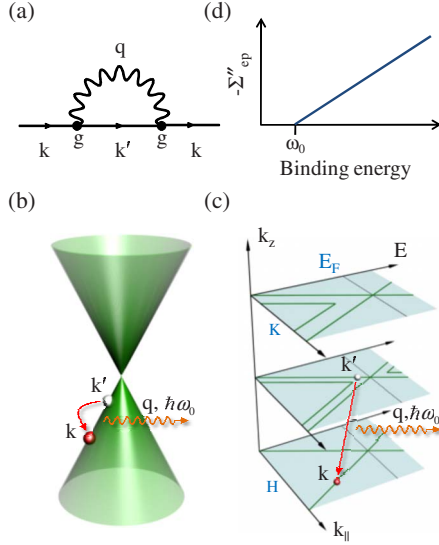 (a)
q
g
g
k
k′
k
(d)
-Σ″ep
ω0
Binding energy
(b)
k′
q, ħω0
k
(c)
kz
E
EF
K
k′
q,ħω0
k
H
k||